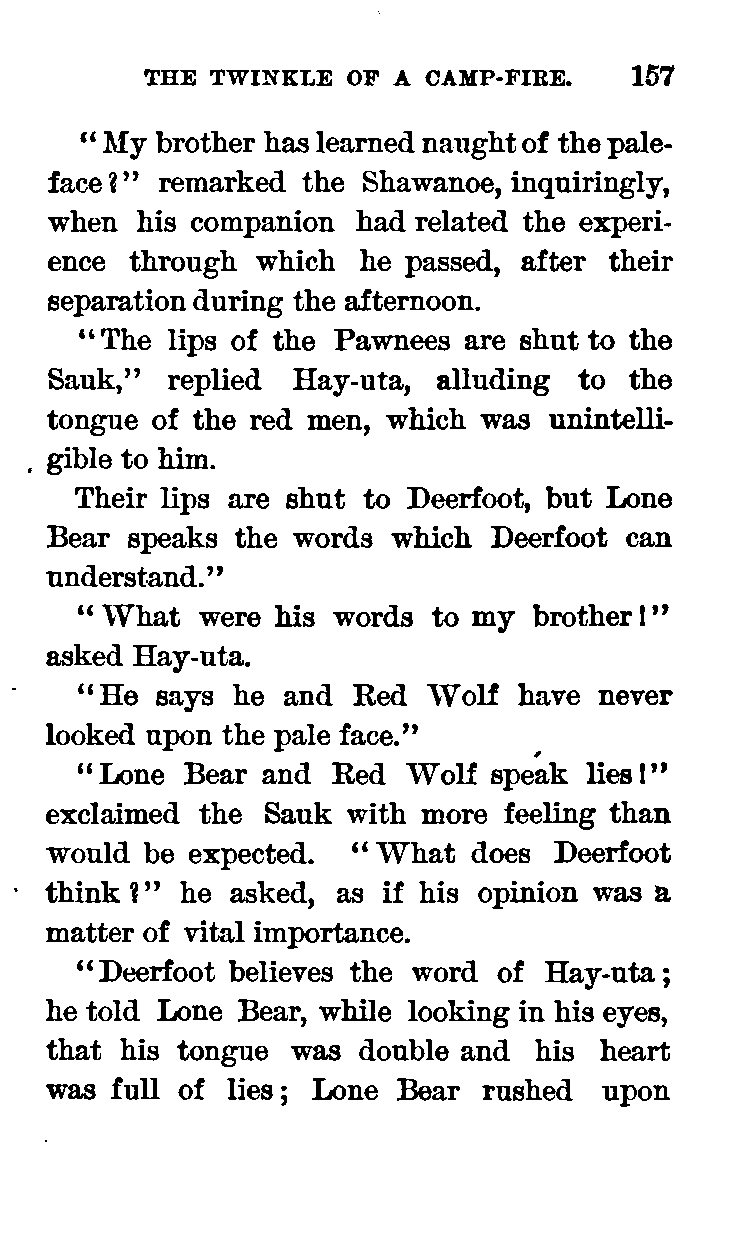 THE TWINKLE OF A CAMP-FIRE. 157
“My brother has learned naught of the pale-
face?” remarked the Shawanoe, inquiringly,
when his companion had related the experi-
ence through which he passed, after their
separation during the afternoon.
“The lips of the Pawnees are shut to the
Sauk,” replied Hay-uta, alluding to the
tongue of the red men, which was unintelli-
gible to him.
Their lips are shut to Deerfoot, but Lone
Bear speaks the words which Deerfoot can
understand.”
“What were his words to my brother!”
asked Hay-uta.
“He says he and Red Wolf have never
looked upon the pale face.”
“Lone Bear and Red Wolf speak lies!”
exclaimed the Sauk with more feeling than
would be expected. “What does Deerfoot
think?” he asked, as if his opinion was a
matter of vital importance.
“Deerfoot believes the word of Hay-uta;
he told Lone Bear, while looking in his eyes,
that his tongue was double and his heart
was full of lies; Lone Bear rushed upon